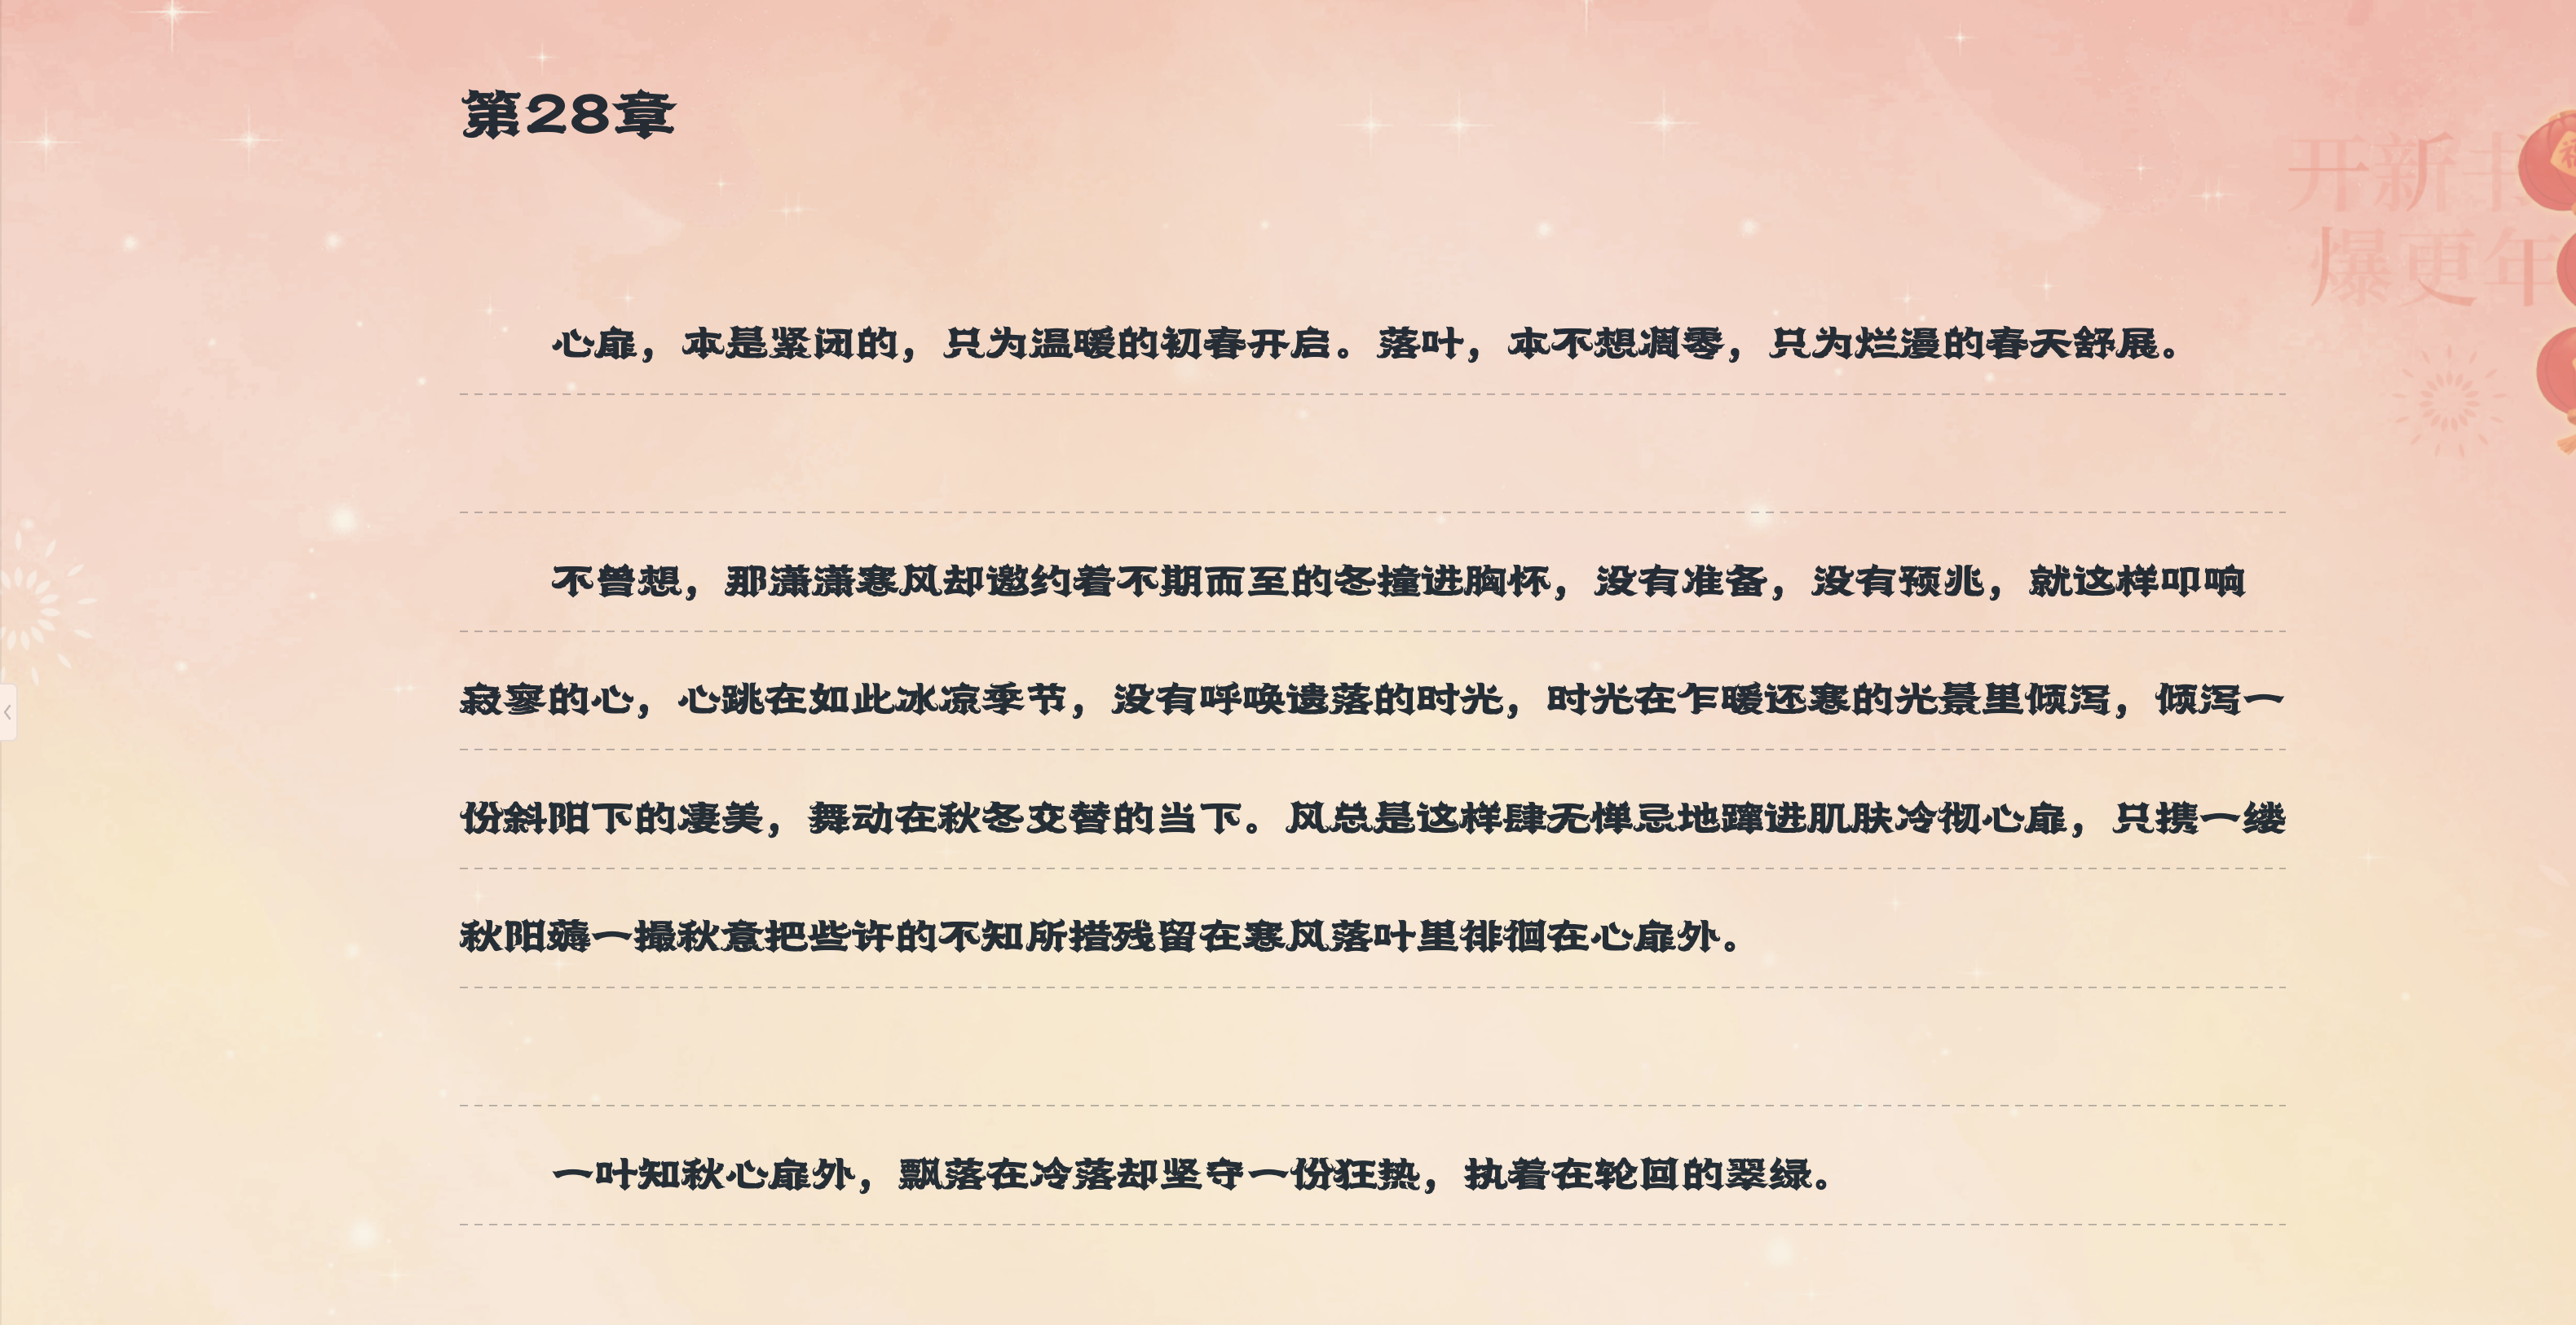 第28章
开新书
爆更年
心扉，本是紧闭的，只为温暖的初春开启。落叶，本不想凋零，只为烂漫的春天舒展。
不曾想，那潇潇寒风却邀约着不期而至的冬撞进胸怀，没有准备，没有预兆，就这样叩响
寂寥的心，心跳在如此冰凉季节，没有呼唤遗落的时光，时光在乍暖还寒的光景里倾泻，倾泻一
份斜阳下的凄美，舞动在秋冬交替的当下。风总是这样肆无惮忌地蹿进肌肤冷彻心扉，只携一缕
秋阳薅一撮秋意把些许的不知所措残留在寒风落叶里徘徊在心扉外。
一叶知秋心扉外，飘落在冷落却坚守一份狂热，执着在轮回的翠绿。